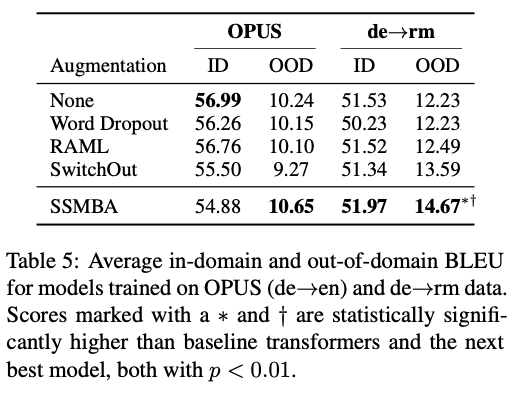 OPUS de→rm
Augmentation ID OOD ID OOD
None 56.99 10.24 51.53 12.23
Word Dropout 56.26 10.15 50.23 12.23
RAML 56.76 10.10 51.52 12.49
SwitchOut 55.50 9.27 51.34 13.59
SSMBA 54.88 10.65 51.97 14.67*†
Table 5: Average in-domain and out-of-domain BLEU
for models trained on OPUS (de→en) and de→rm data.
Scores marked with a * and † are statistically signifi-
cantly higher than baseline transformers and the next
best model, both with p < 0.01.